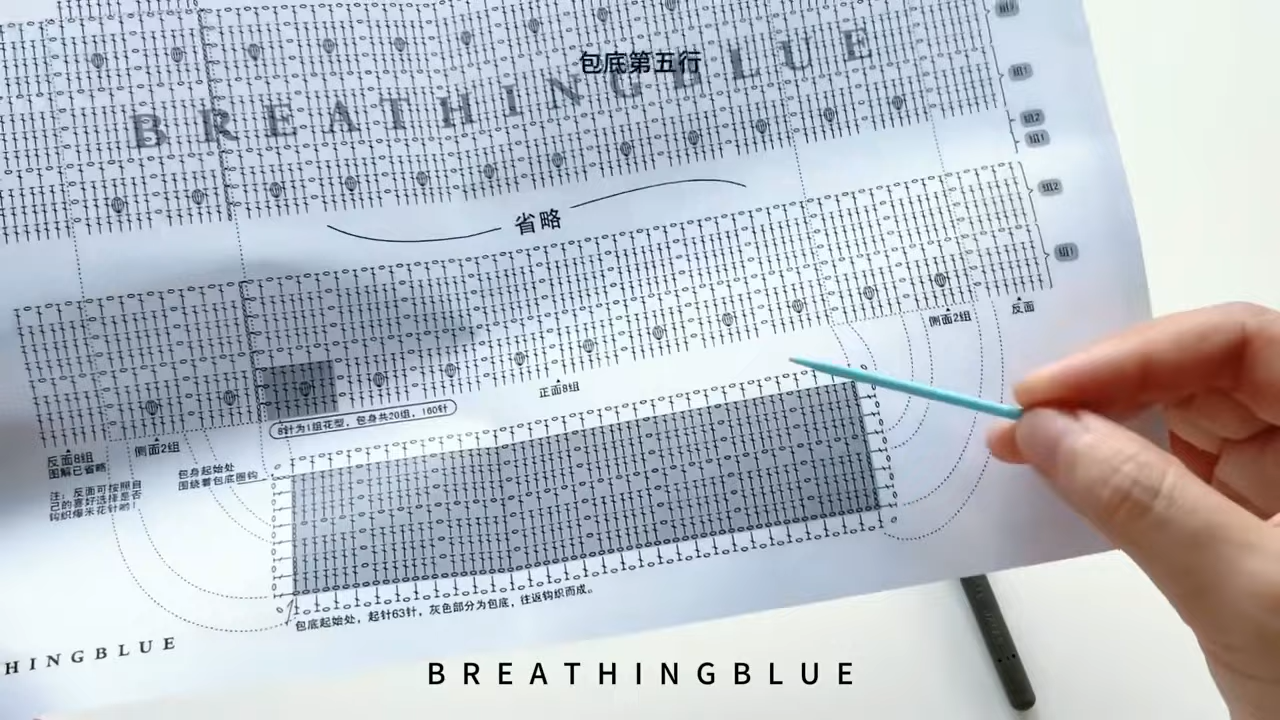 包底第五行
BREATHINGBLUE
组2
组1
组2
组1
省略
反面
侧面2组
正面8组
8针为1组花型，包身共20组，160针
侧面2组
反面8组
图解已省略
包身起始处
围绕着包底圈钩
注：反面可按照自
己的喜好选择是否
钩织爆米花针哟！
包底起始处，起针63针，灰色部分为包底，往返钩织而成。
HINGBLUE
BREATHINGBLUE